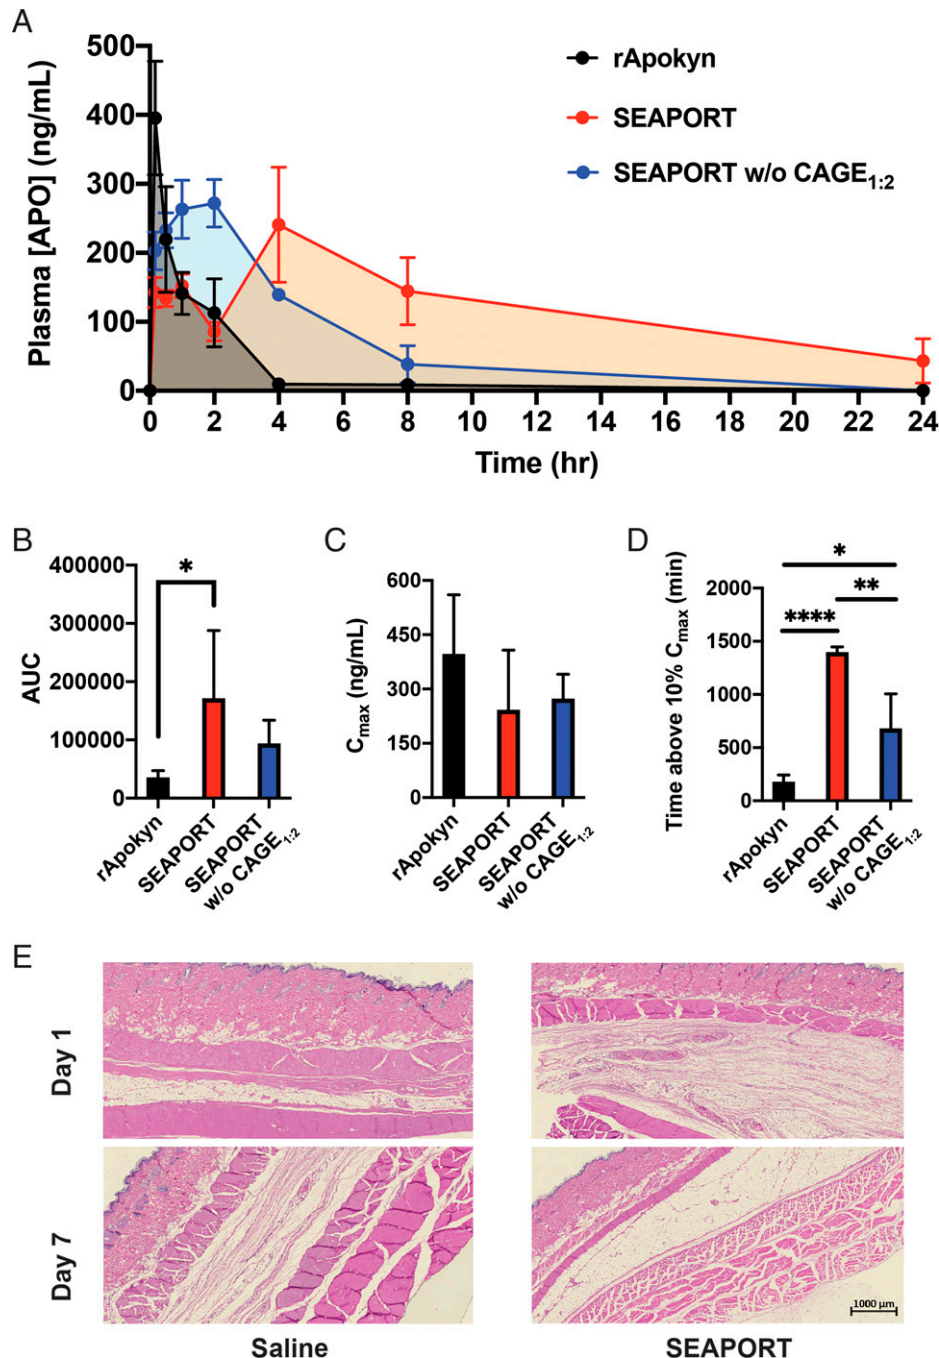 A
500
400
300
200
100
0
Plasma [APO] (ng/mL)
rApokyn
SEAPORT
SEAPORT w/o CAGE1:2
0 2 4 6 8 10 12 14 16 18 20 22 24
Time (hr)
B
400000
300000
200000
100000
0
AUC
*
rApokyn
SEAPORT
SEAPORT
w/o CAGE1:2
C
600
450
300
150
0
Cmax (ng/mL)
rApokyn
SEAPORT
SEAPORT
w/o CAGE1:2
D
2000
1500
1000
500
0
Time above 10% Cmax (min)
*
**
****
rApokyn
SEAPORT
SEAPORT
w/o CAGE1:2
E
Day 1
Day 7
1000 µm
Saline
SEAPORT